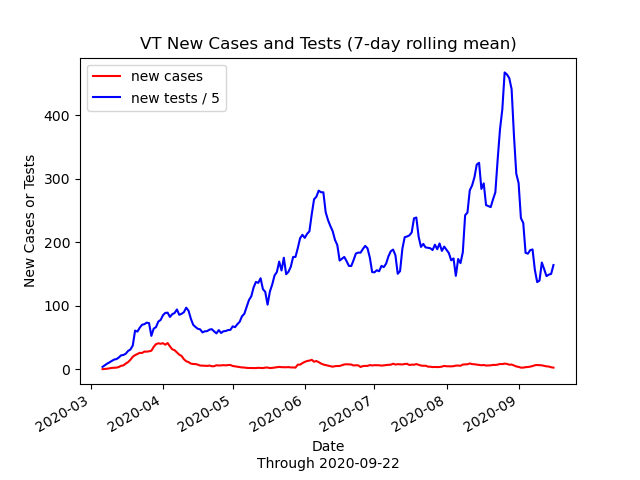 VT New Cases and Tests (7-day rolling mean)
new cases
new tests / 5
New Cases or Tests
400
300
200
100
0
2020-03
2020-04
2020-05
2020-06
2020-07
2020-08
2020-09
Date
Through 2020-09-22